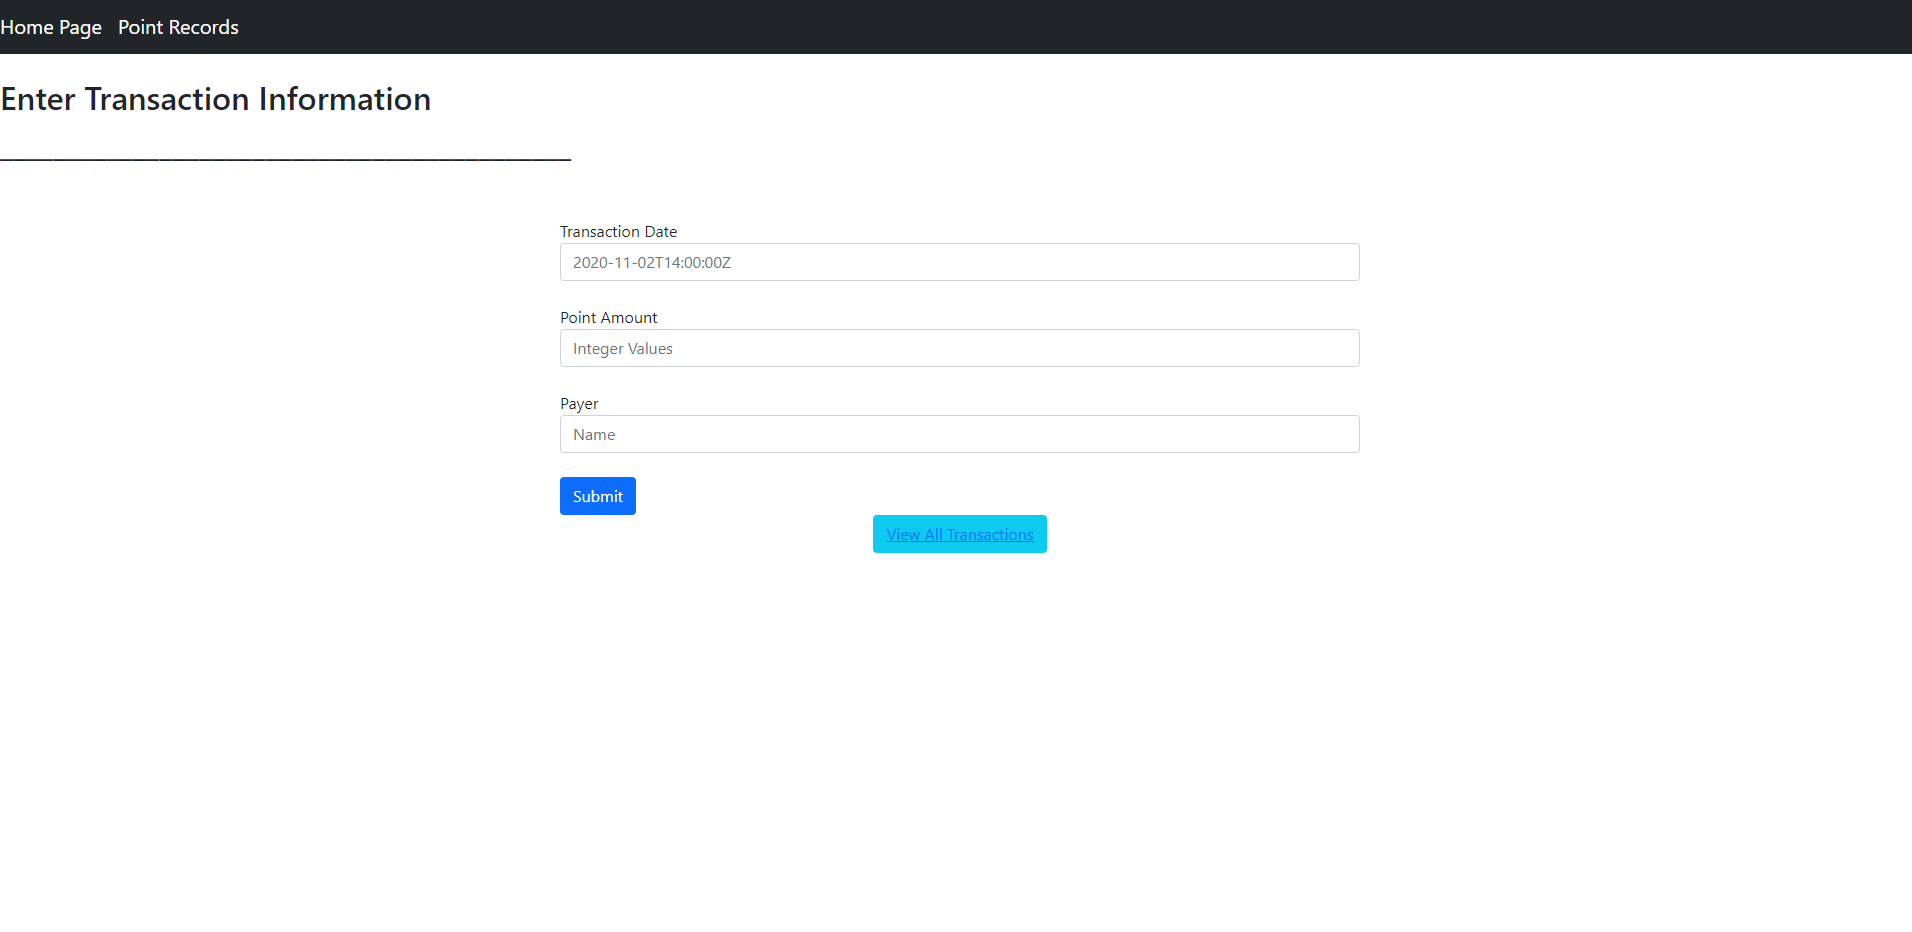 Home Page Point Records
Enter Transaction Information
___________________________________________
Transaction Date
2020-11-02T14:00:00Z
Point Amount
Integer Values
Payer
Name
Submit
View All Transactions